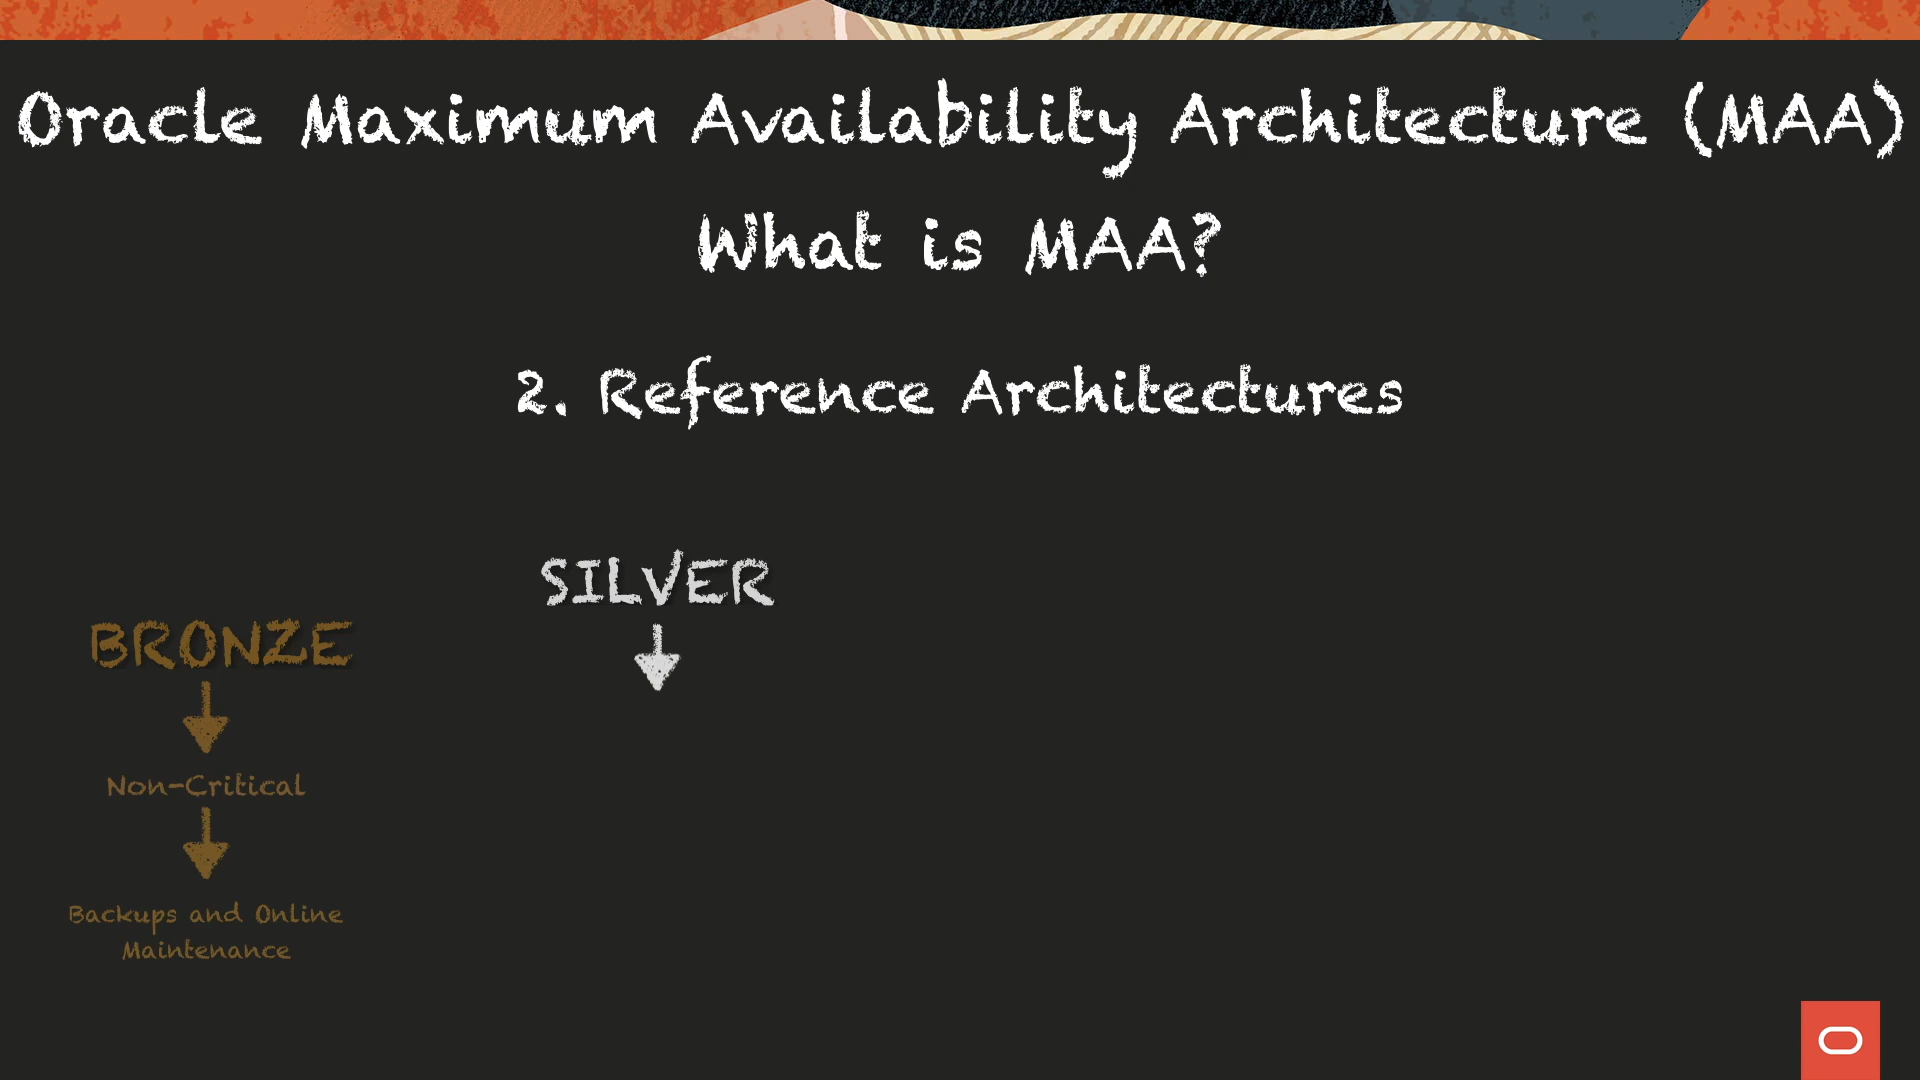 Oracle Maximum Availability Architecture (MAA)
What is MAA?
2. Reference Architectures
SILVER
BRONZE
Non-Critical
Backups and Online
Maintenance